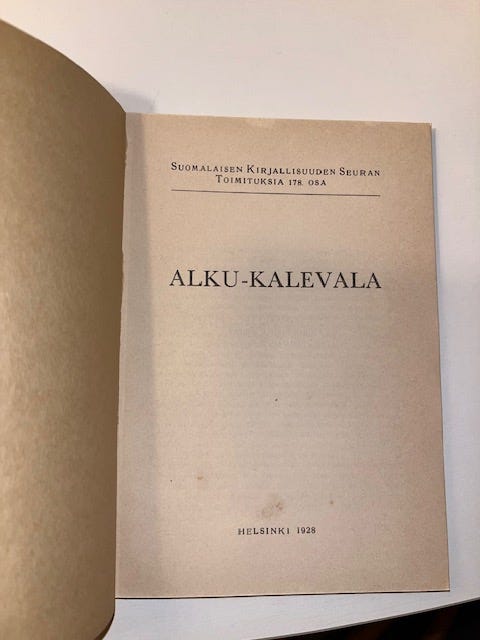 Suomalaisen Kirjallisuuden Seuran
Toimituksia 178. osa
ALKU-KALEVALA
HELSINKI 1928